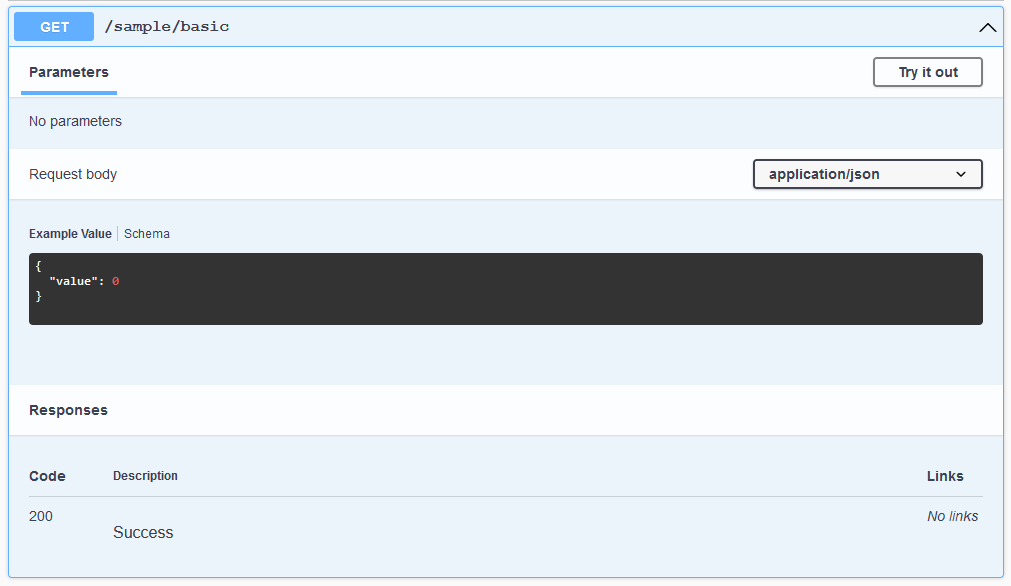 GET /sample/basic
Parameters Try it out
No parameters
Request body application/json
Example Value Schema
{
  "value": 0
}
Responses
Code Description Links
200 Success No links